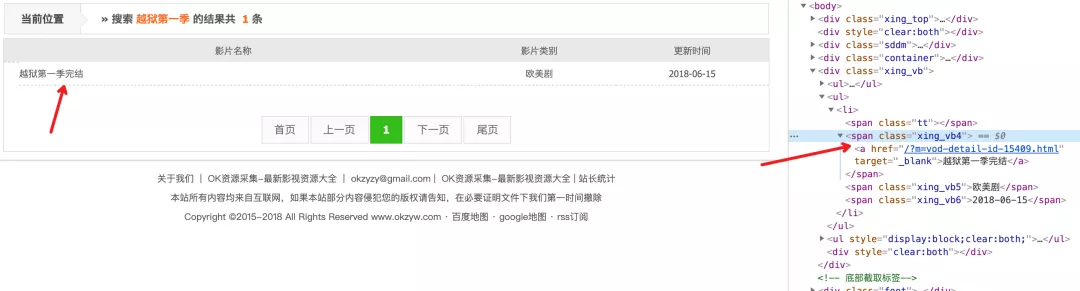 当前位置 » 搜索 越狱第一季 的结果共 1 条
影片名称 影片类别 更新时间
越狱第一季完结 欧美剧 2018-06-15
首页 上一页 1 下一页 尾页
关于我们 | OK资源采集-最新影视资源大全 | okzyzy@gmail.com | OK资源采集-最新影视资源大全 | 站长统计
本站所有内容均来自互联网，如果本站部分内容侵犯您的版权请告知，在必要证明文件下我们第一时间撤除
Copyright ©2015-2018 All Rights Reserved www.okzyw.com · 百度地图 · google地图 · rss订阅
▼<body>
▶<div class="xing_top">…</div>
<div style="clear:both"></div>
▶<div class="sddm">…</div>
▶<div class="container">…</div>
▼<div class="xing_vb">
▶<ul>…</ul>
▼<ul>
▼<li>
<span class="tt"></span>
… ▼<span class="xing_vb4"> == $0
<a href="/?m=vod-detail-id-15409.html"
target="_blank">越狱第一季完结</a>
</span>
<span class="xing_vb5">欧美剧</span>
<span class="xing_vb6">2018-06-15</span>
</li>
</ul>
▶<ul style="display:block;clear:both;">…</ul>
<div style="clear:both"></div>
</div>
<!-- 底部截取标签-->
▶<div class="foot">…</div>